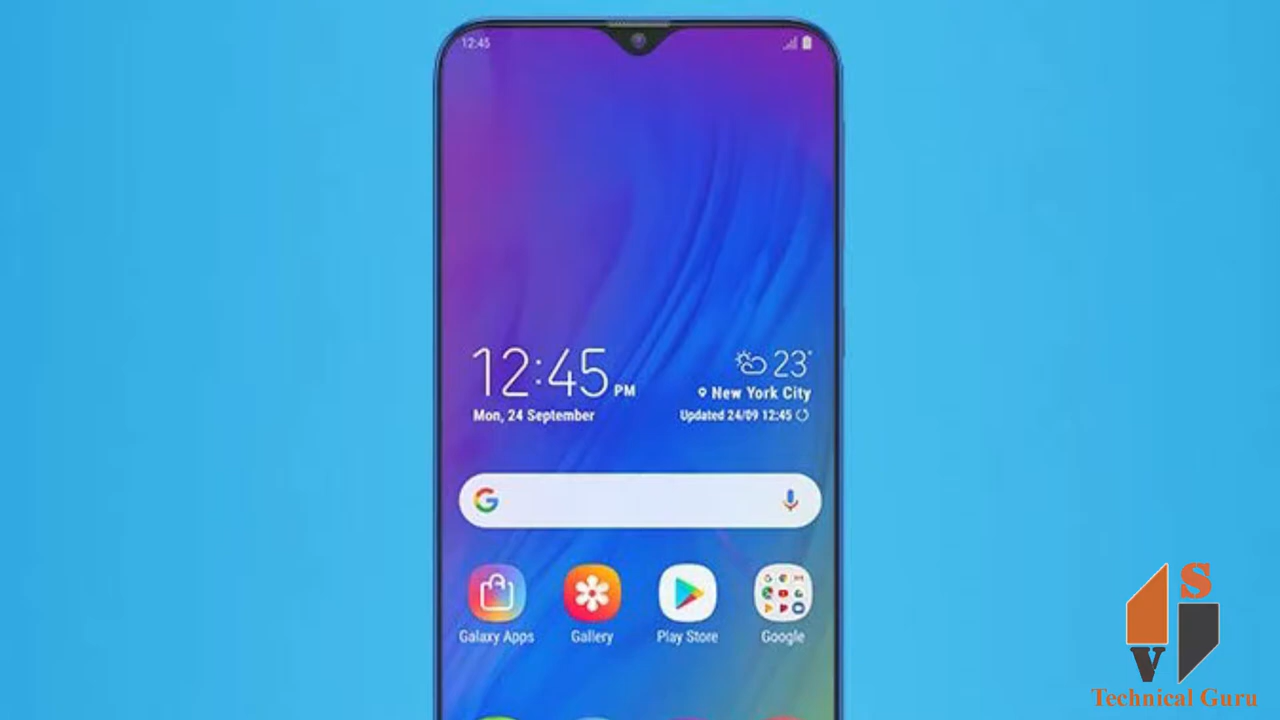 12:45
12:45 PM
Mon, 24 September
23°
New York City
Updated 24/09 12:45
Galaxy Apps
Gallery
Play Store
Google
S
V
Technical Guru